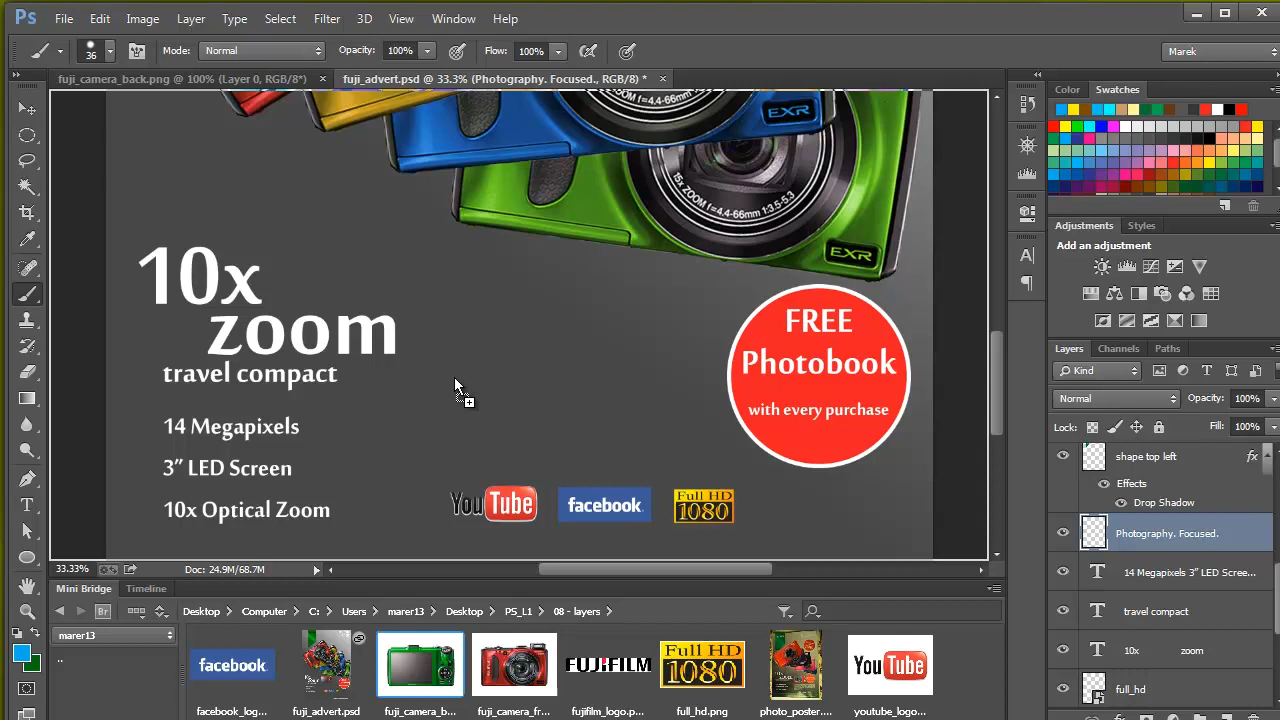 Ps File Edit Image Layer Type Select Filter 3D View Window Help
36 Mode: Normal Opacity: 100% Flow: 100% Marek
fuji_camera_back.png @ 100% (Layer 0, RGB/8*) × fuji_advert.psd @ 33.3% (Photography. Focused., RGB/8) * ×
Color Swatches
EXR
15x ZOOM f=4.4-66mm 1:3.5-5.3
EXR
Adjustments Styles
Add an adjustment
10x
zoom
travel compact
14 Megapixels
3” LED Screen
10x Optical Zoom
FREE
Photobook
with every purchase
YouTube facebook. Full HD 1080
Layers Channels Paths
Kind
Normal Opacity: 100%
Lock: Fill: 100%
shape top left fx
Effects
Drop Shadow
Photography. Focused.
T 14 Megapixels 3” LED Scree...
T travel compact
T 10x zoom
full_hd
33.33% Doc: 24.9M/68.7M
Mini Bridge Timeline
Br Desktop Computer C: Users marer13 Desktop PS_L1 08 - layers
marer13
..
facebook. FUJIFILM Full HD 1080 YouTube
facebook_log... fuji_advert.psd fuji_camera_b... fuji_camera_fr... fujifilm_logo.p... full_hd.png photo_poster.... youtube_logo...